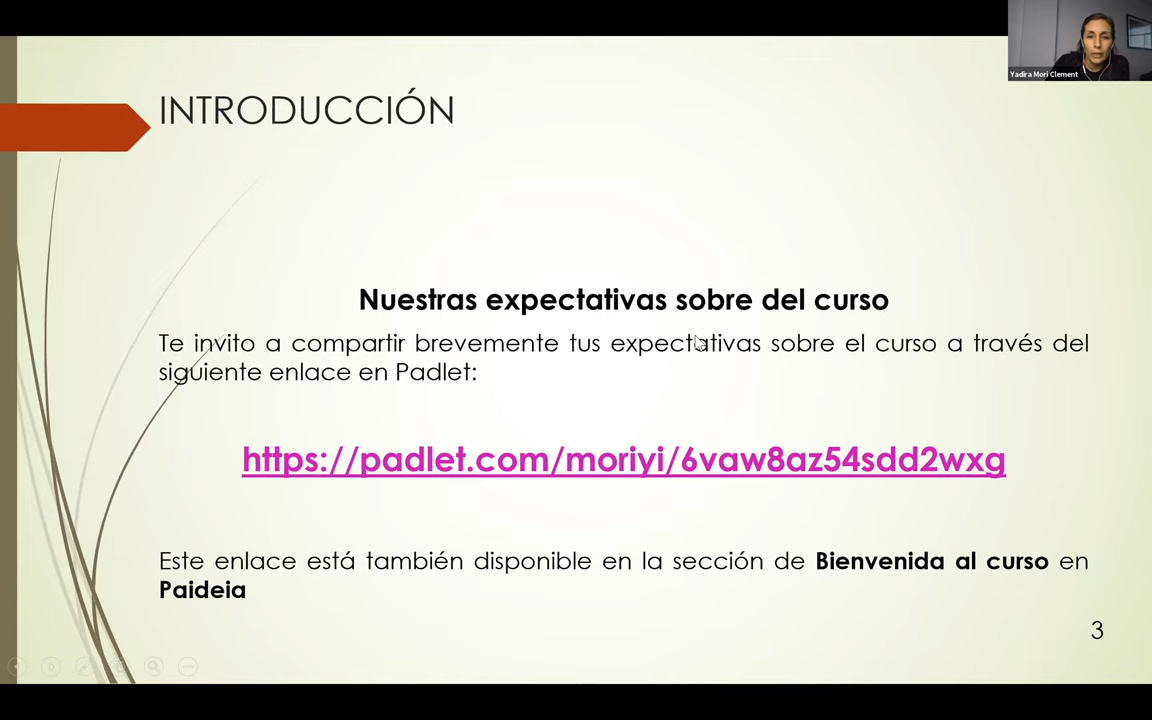 Yadira Mori Clement
INTRODUCCIÓN
Nuestras expectativas sobre del curso
Te invito a compartir brevemente tus expectativas sobre el curso a través del
siguiente enlace en Padlet:
https://padlet.com/moriyi/6vaw8az54sdd2wxg
Este enlace está también disponible en la sección de Bienvenida al curso en
Paideia
3